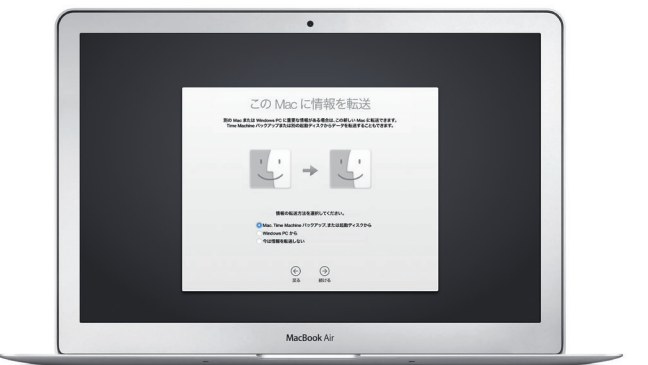 この Mac に情報を転送
別の Mac または Windows PC に重要な情報がある場合は、この新しい Mac に転送できます。
Time Machine バックアップまたは別の起動ディスクからデータを転送することもできます。
情報の転送方法を選択してください。
Mac、Time Machine バックアップ、または起動ディスクから
Windows PC から
今は情報を転送しない
戻る 続ける
MacBook Air